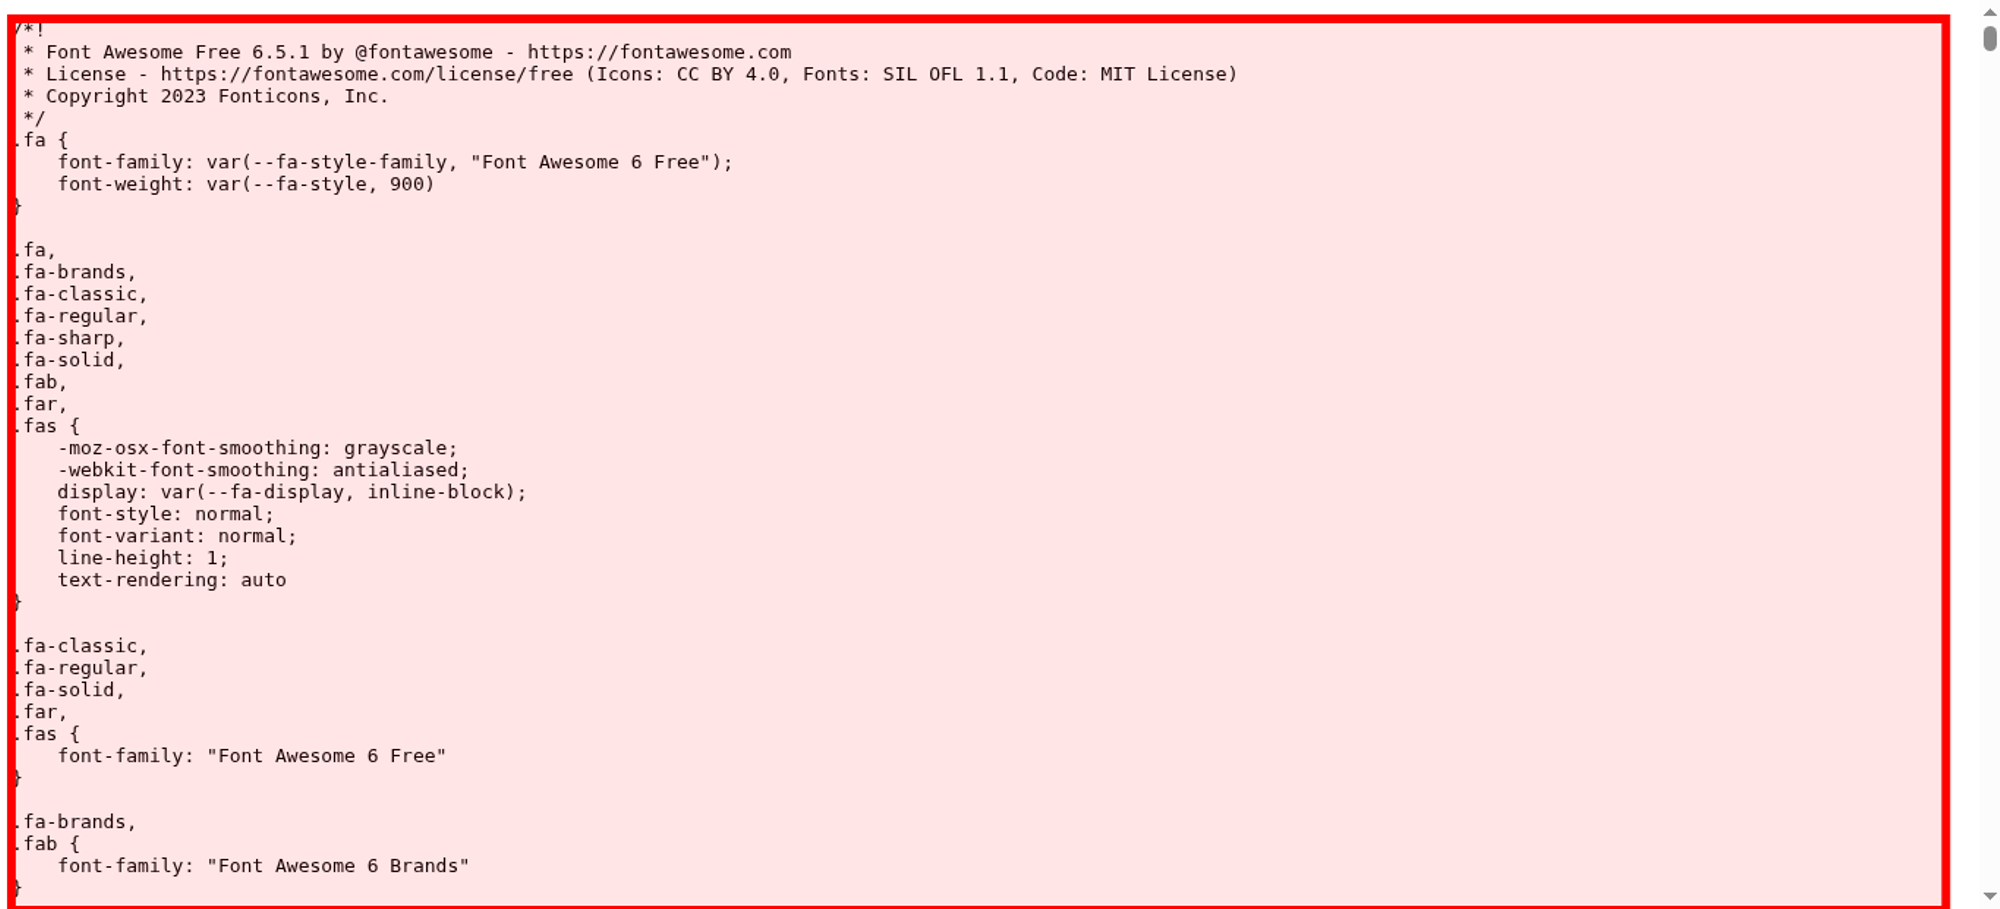 /*!
 * Font Awesome Free 6.5.1 by @fontawesome - https://fontawesome.com
 * License - https://fontawesome.com/license/free (Icons: CC BY 4.0, Fonts: SIL OFL 1.1, Code: MIT License)
 * Copyright 2023 Fonticons, Inc.
 */
.fa {
    font-family: var(--fa-style-family, "Font Awesome 6 Free");
    font-weight: var(--fa-style, 900)
}

.fa,
.fa-brands,
.fa-classic,
.fa-regular,
.fa-sharp,
.fa-solid,
.fab,
.far,
.fas {
    -moz-osx-font-smoothing: grayscale;
    -webkit-font-smoothing: antialiased;
    display: var(--fa-display, inline-block);
    font-style: normal;
    font-variant: normal;
    line-height: 1;
    text-rendering: auto
}

.fa-classic,
.fa-regular,
.fa-solid,
.far,
.fas {
    font-family: "Font Awesome 6 Free"
}

.fa-brands,
.fab {
    font-family: "Font Awesome 6 Brands"
}